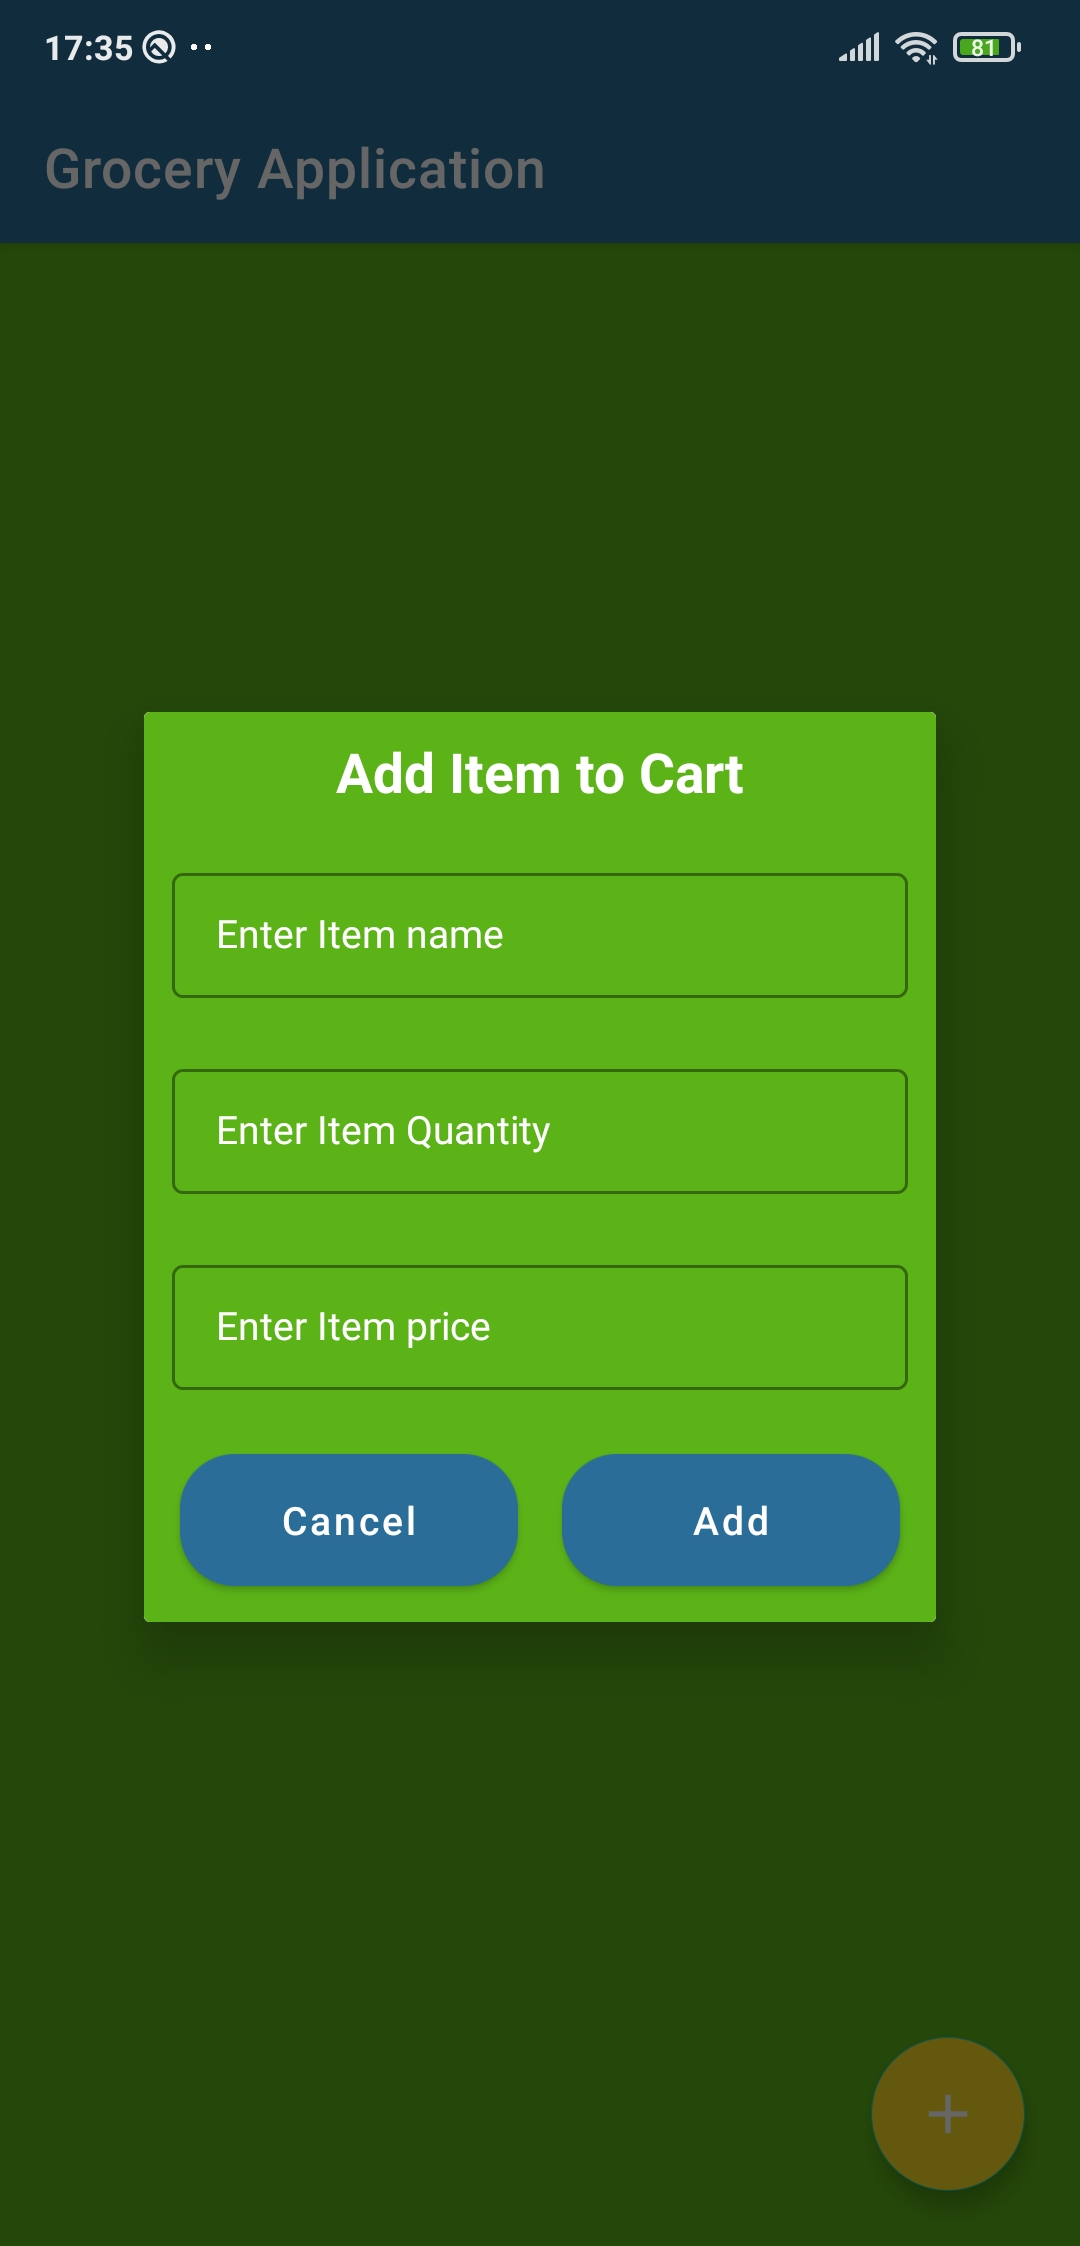 17:35
81
Grocery Application
Add Item to Cart
Enter Item name
Enter Item Quantity
Enter Item price
Cancel
Add